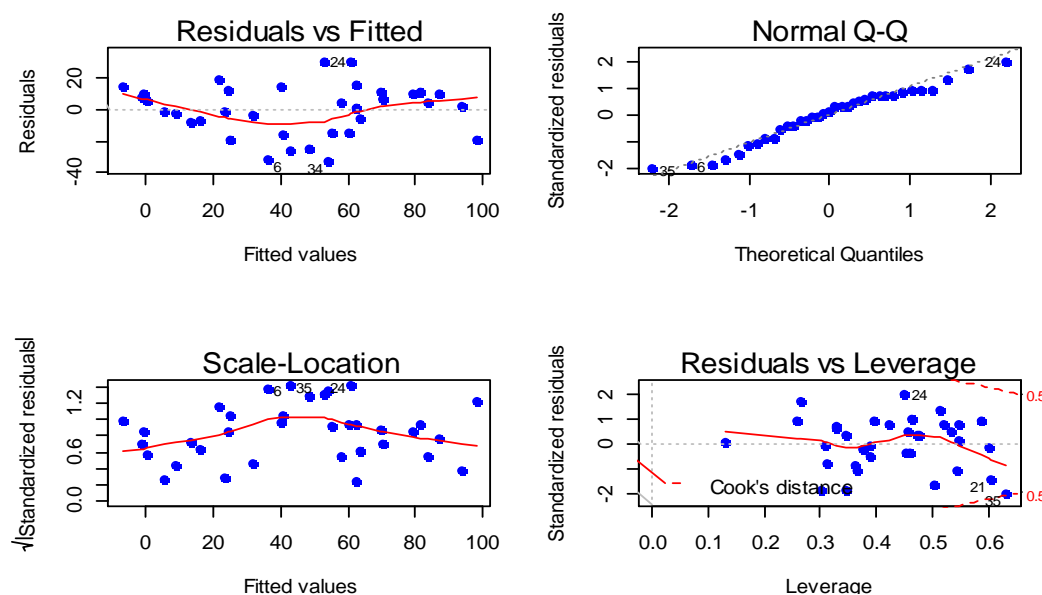 Residuals vs Fitted
Residuals
20
0
-40
24
6
34
0 20 40 60 80 100
Fitted values
Normal Q-Q
Standardized residuals
2
0
-2
24
35
6
-2 -1 0 1 2
Theoretical Quantiles
Scale-Location
√|Standardized residuals|
1.2
0.6
0.0
6
35
24
0 20 40 60 80 100
Fitted values
Residuals vs Leverage
Standardized residuals
2
0
-2
24
21
35
0.5
0.5
Cook's distance
0.0 0.1 0.2 0.3 0.4 0.5 0.6
Leverage